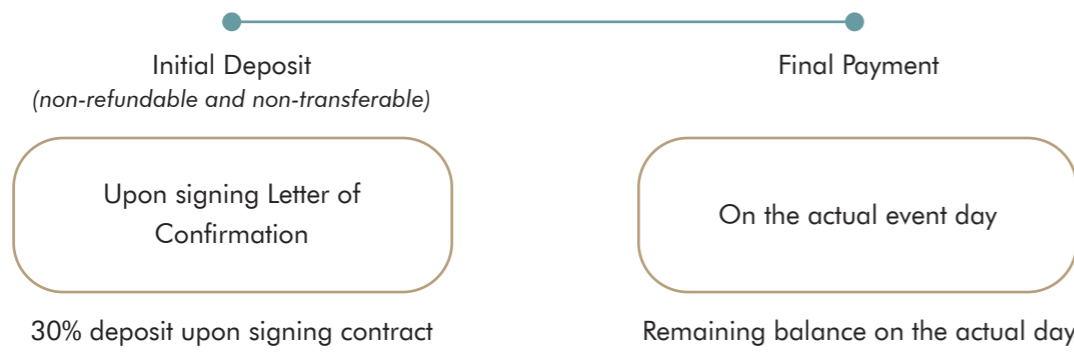 Initial Deposit
(non-refundable and non-transferable)
Upon signing Letter of
Confirmation
30% deposit upon signing contract
Final Payment
On the actual event day
Remaining balance on the actual day